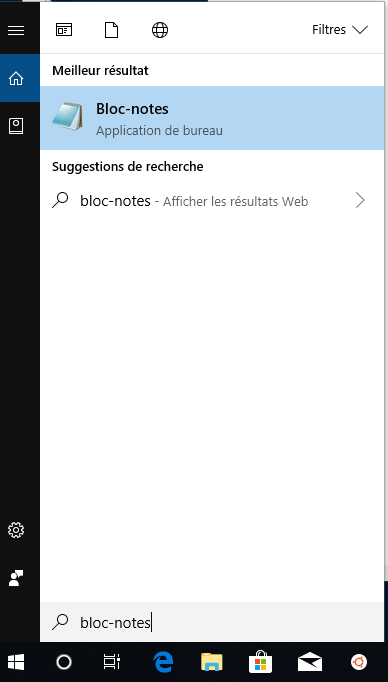 Filtres
Meilleur résultat
Bloc-notes
Application de bureau
Suggestions de recherche
bloc-notes - Afficher les résultats Web
bloc-notes